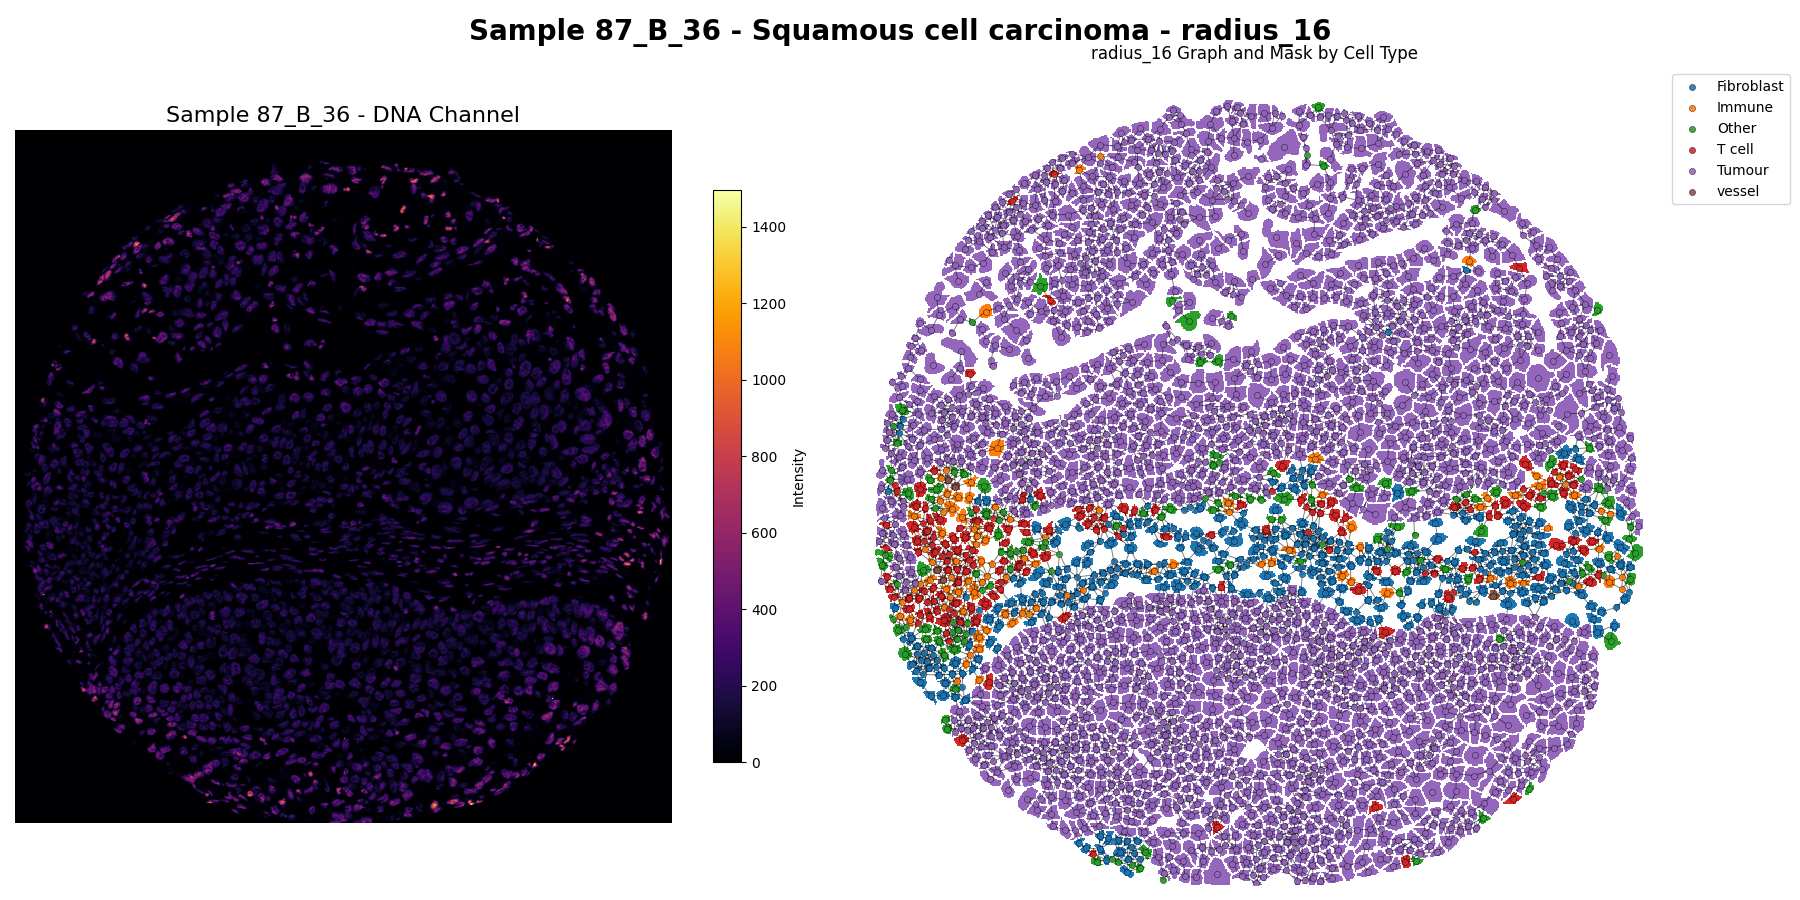 Sample 87_B_36 - Squamous cell carcinoma - radius_16
radius_16 Graph and Mask by Cell Type
Sample 87_B_36 - DNA Channel
Fibroblast
Immune
Other
T cell
Tumour
vessel
1400
1200
1000
800
600
400
200
0
Intensity